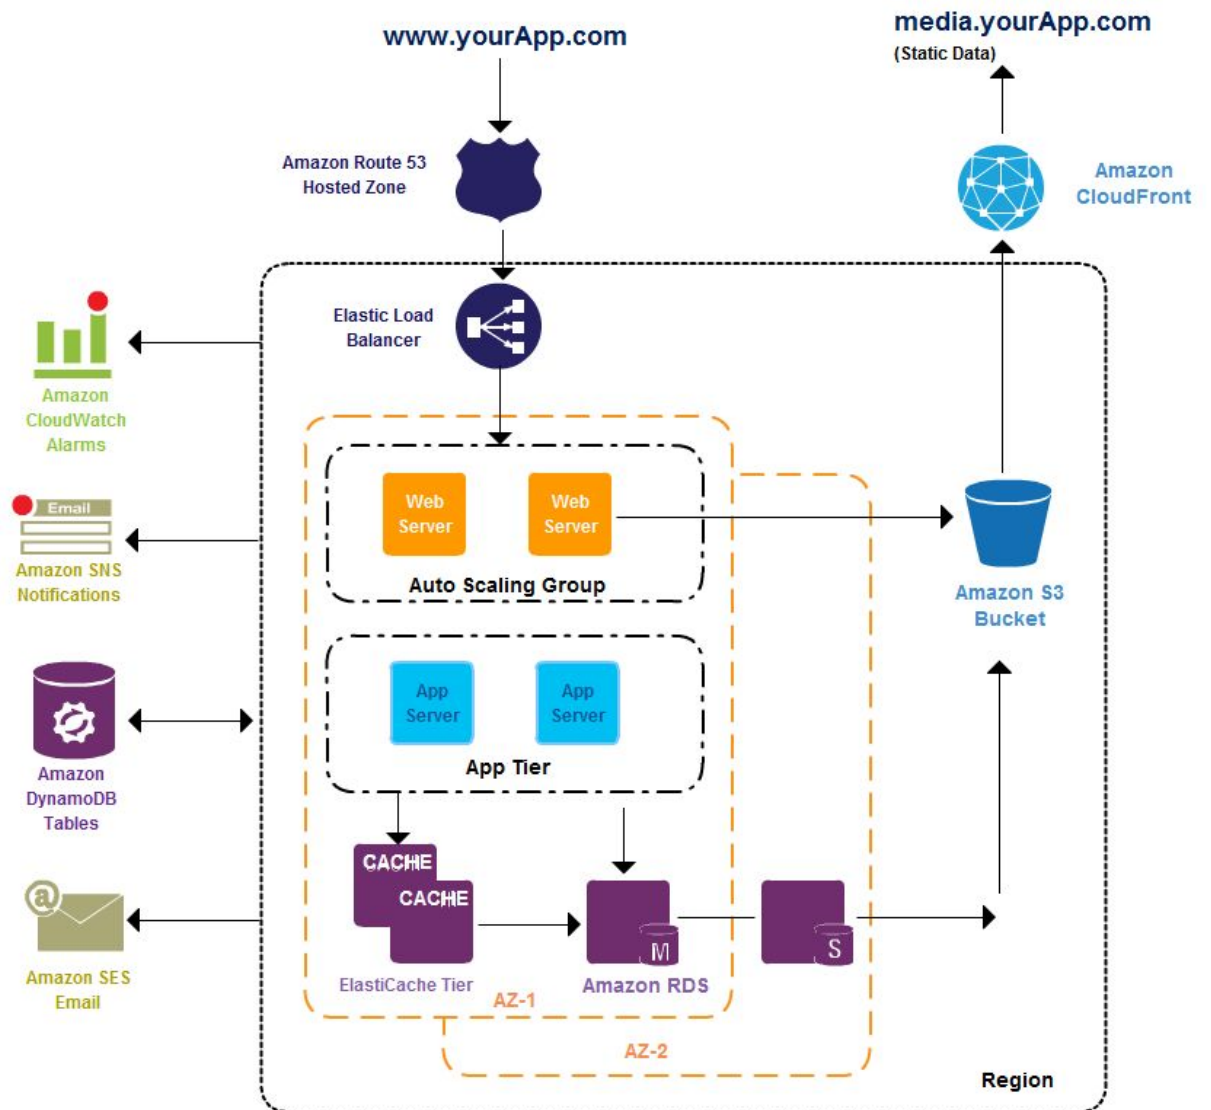 www.yourApp.com
media.yourApp.com
(Static Data)
Amazon Route 53
Hosted Zone
Amazon
CloudFront
Elastic Load
Balancer
Amazon
CloudWatch
Alarms
Web
Server
Web
Server
Auto Scaling Group
Email
Amazon SNS
Notifications
Amazon S3
Bucket
App
Server
App
Server
App Tier
Amazon
DynamoDB
Tables
CACHE
CACHE
M
S
@
ElastiCache Tier
Amazon RDS
Amazon SES
Email
AZ-1
AZ-2
Region